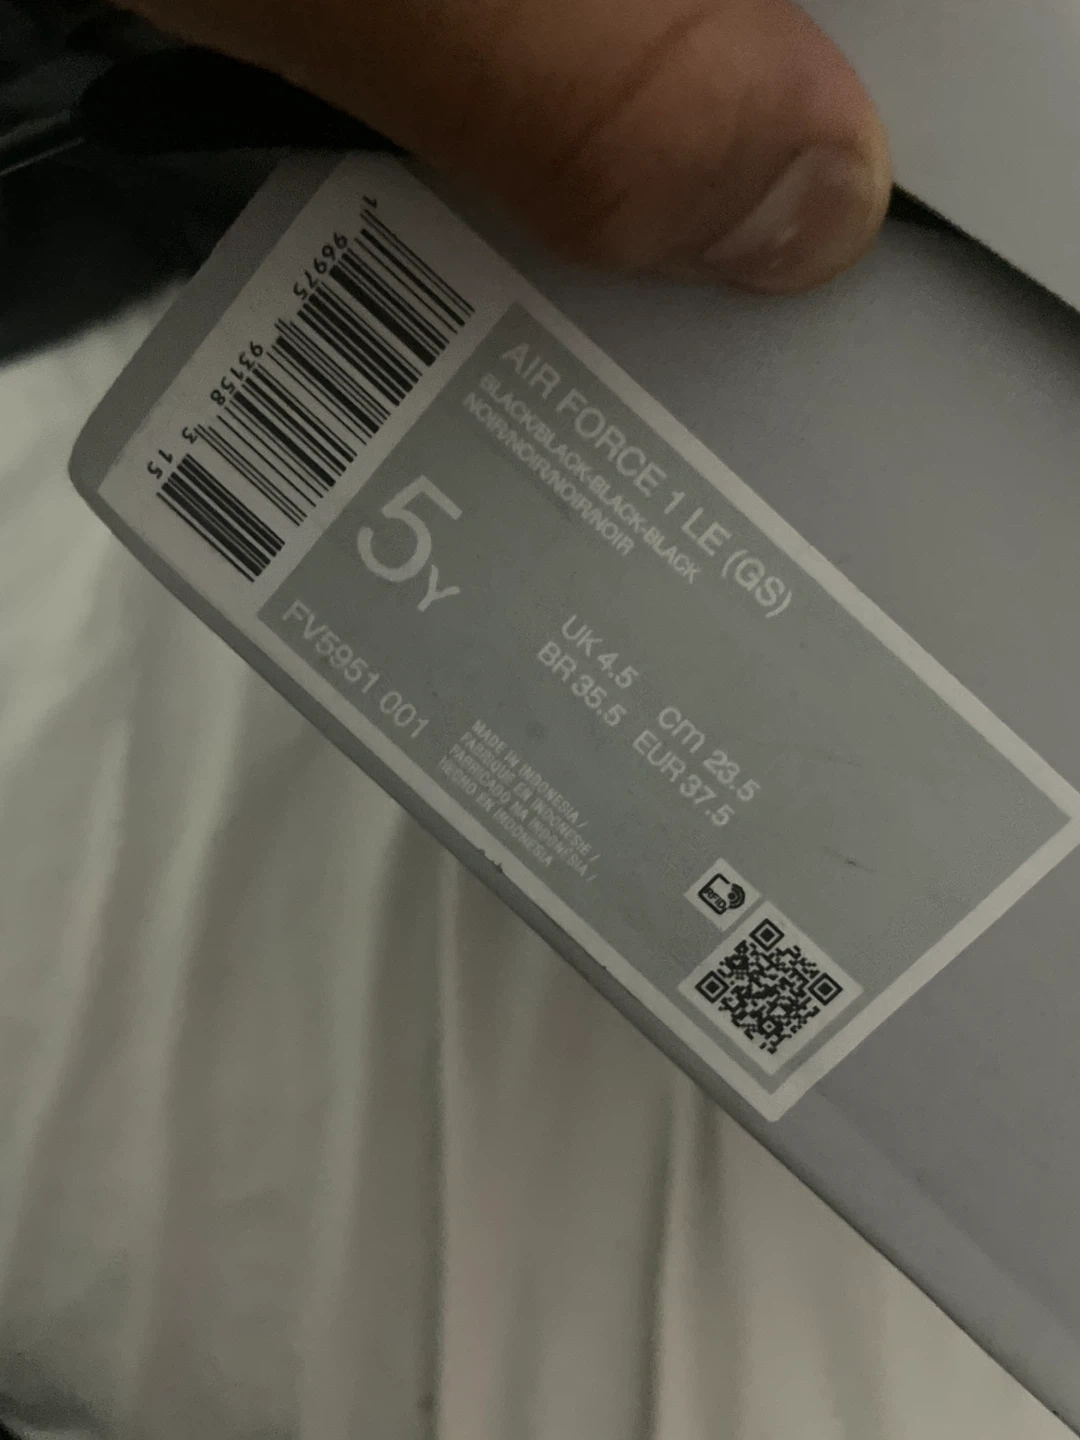 1 96975 93158 3 15
AIR FORCE 1 LE (GS)
BLACK/BLACK-BLACK-BLACK
NOIR/NOIR/NOIR/NOIR
5Y
UK 4.5 cm 23.5
BR 35.5 EUR 37.5
FV5951 001
MADE IN INDONESIA /
FABRIQUE EN INDONESIE /
FABRICADO NA INDONÉSIA /
HECHO EN INDONESIA
RFID